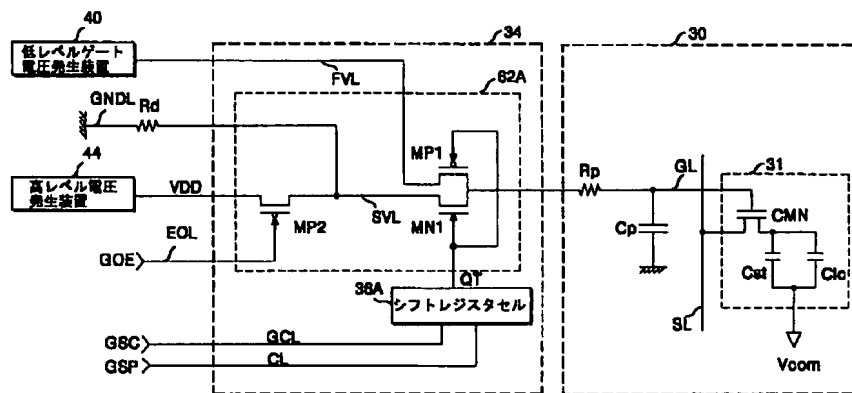 40
34
30
低レベルゲート
電圧発生装置
FVL
62A
GNDL
Rd
MP1
44
Rp
GL
31
高レベル電圧
発生装置
VDD
SVL
MP2
MN1
CMN
EOL
Cp
GOE
Cst
Clc
QT
36A
シフトレジスタセル
SL
GSC
GCL
GSP
CL
Vcom